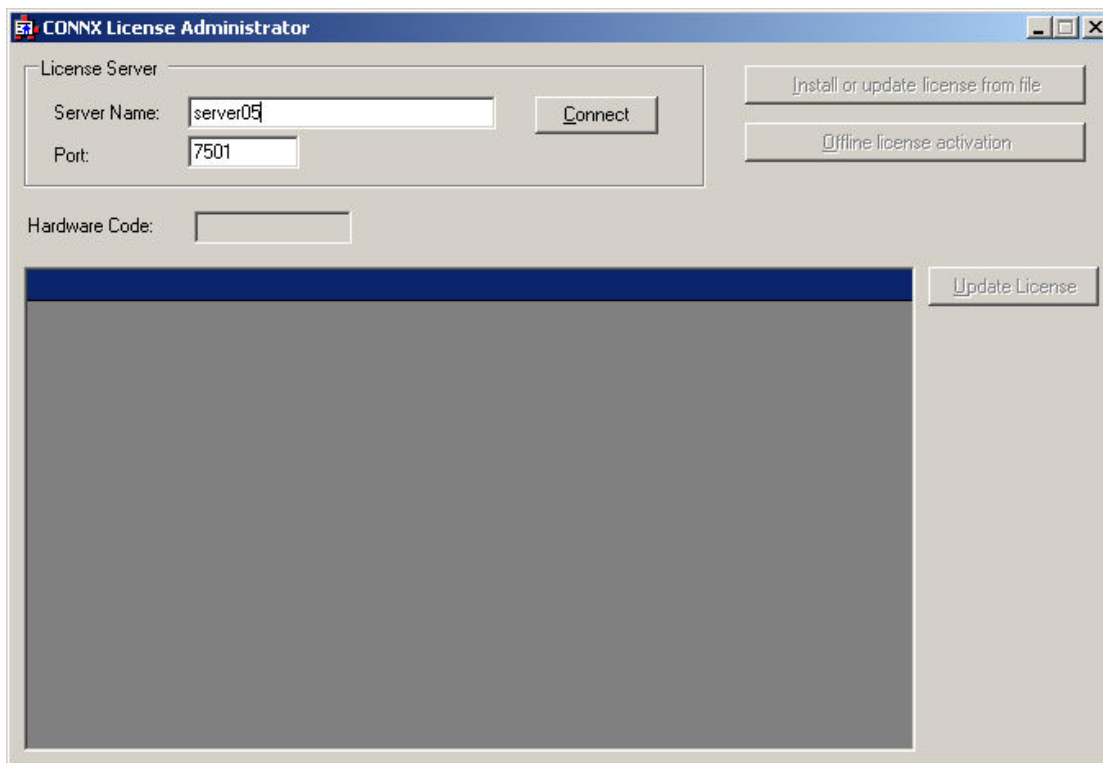 CONNX License Administrator
License Server
Server Name: server05 Connect
Port: 7501
Install or update license from file
Offline license activation
Hardware Code:
Update License